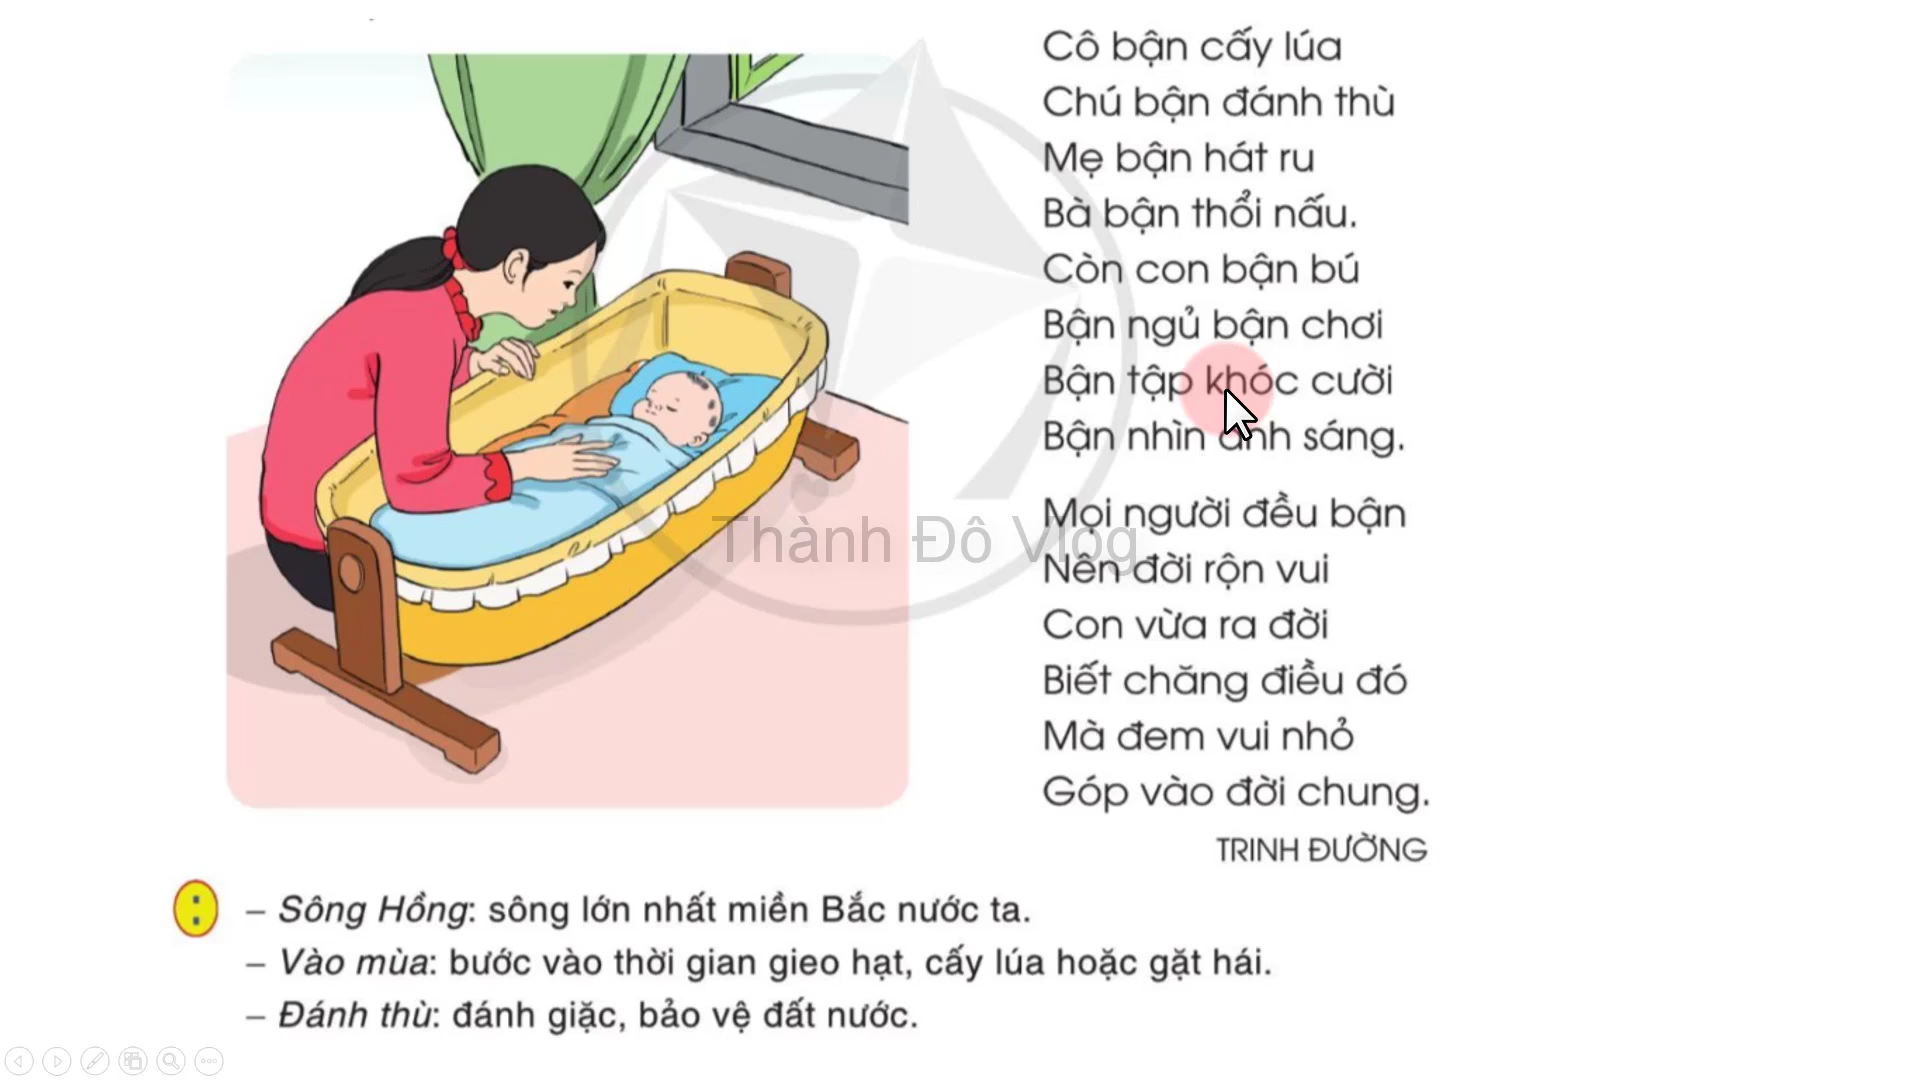 Cô bận cấy lúa
Chú bận đánh thù
Mẹ bận hát ru
Bà bận thổi nấu.
Còn con bận bú
Bận ngủ bận chơi
Bận tập khóc cười
Bận nhìn ánh sáng.
Mọi người đều bận
Nên đời rộn vui
Con vừa ra đời
Biết chăng điều đó
Mà đem vui nhỏ
Góp vào đời chung.
TRINH ĐƯỜNG
Thành Đô Vlog
– Sông Hồng: sông lớn nhất miền Bắc nước ta.
– Vào mùa: bước vào thời gian gieo hạt, cấy lúa hoặc gặt hái.
– Đánh thù: đánh giặc, bảo vệ đất nước.